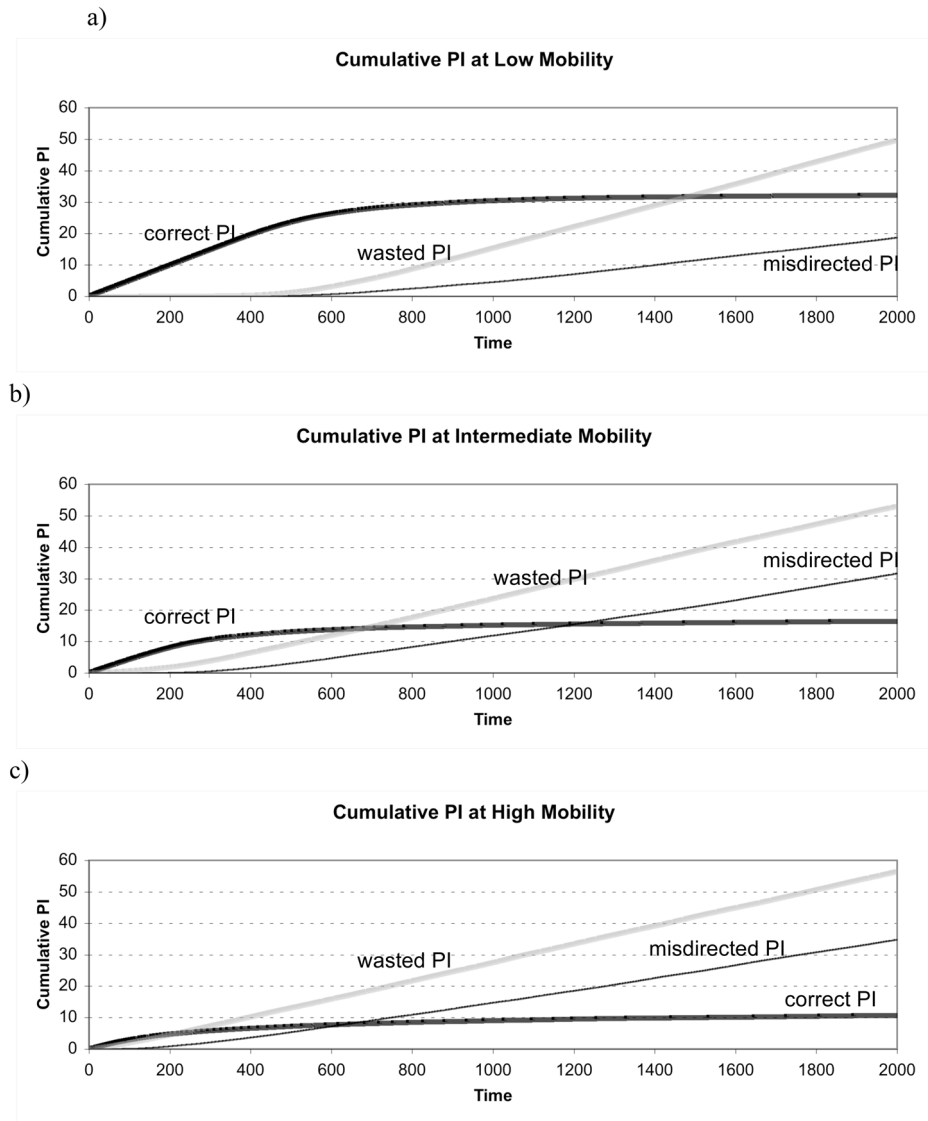 a)
Cumulative PI at Low Mobility
Cumulative PI
60
50
40
30
20
10
0
correct PI
wasted PI
misdirected PI
0 200 400 600 800 1000 1200 1400 1600 1800 2000
Time
b)
Cumulative PI at Intermediate Mobility
Cumulative PI
60
50
40
30
20
10
0
misdirected PI
wasted PI
correct PI
0 200 400 600 800 1000 1200 1400 1600 1800 2000
Time
c)
Cumulative PI at High Mobility
Cumulative PI
60
50
40
30
20
10
0
misdirected PI
wasted PI
correct PI
0 200 400 600 800 1000 1200 1400 1600 1800 2000
Time